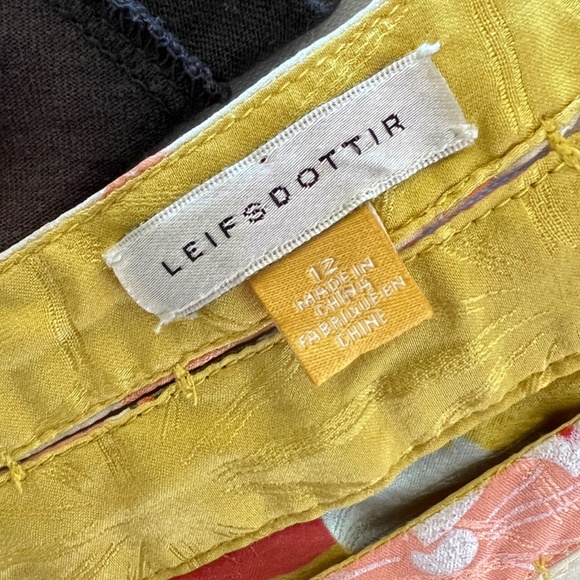 LEIFSDOTTIR
12
MADE IN
CHINA
FABRIQUE EN
CHINE